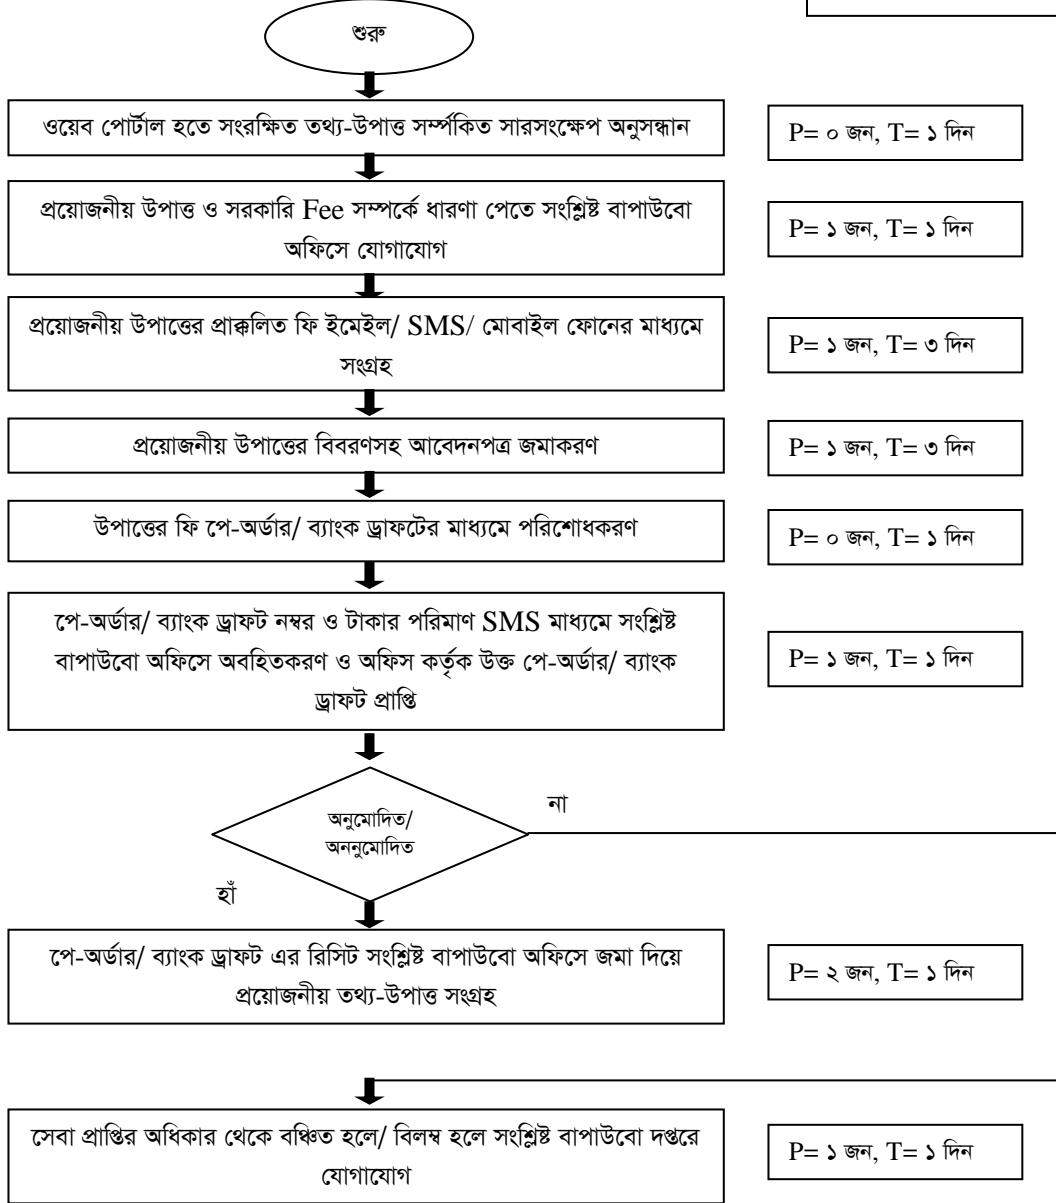 শুরু
ওয়েব পোর্টাল হতে সংরক্ষিত তথ্য-উপাত্ত সর্ম্পকিত সারসংক্ষেপ অনুসন্ধান
P= ০ জন, T= ১ দিন
প্রয়োজনীয় উপাত্ত ও সরকারি Fee সম্পর্কে ধারণা পেতে সংশ্লিষ্ট বাপাউবো
অফিসে যোগাযোগ
P= ১ জন, T= ১ দিন
প্রয়োজনীয় উপাত্তের প্রাক্কলিত ফি ইমেইল/ SMS/ মোবাইল ফোনের মাধ্যমে
সংগ্রহ
P= ১ জন, T= ৩ দিন
প্রয়োজনীয় উপাত্তের বিবরণসহ আবেদনপত্র জমাকরণ
P= ১ জন, T= ৩ দিন
উপাত্তের ফি পে-অর্ডার/ ব্যাংক ড্রাফটের মাধ্যমে পরিশোধকরণ
P= ০ জন, T= ১ দিন
পে-অর্ডার/ ব্যাংক ড্রাফট নম্বর ও টাকার পরিমাণ SMS মাধ্যমে সংশ্লিষ্ট
বাপাউবো অফিসে অবহিতকরণ ও অফিস কর্তৃক উক্ত পে-অর্ডার/ ব্যাংক
ড্রাফট প্রাপ্তি
P= ১ জন, T= ১ দিন
অনুমোদিত/
অননুমোদিত
না
হাঁ
পে-অর্ডার/ ব্যাংক ড্রাফট এর রিসিট সংশ্লিষ্ট বাপাউবো অফিসে জমা দিয়ে
প্রয়োজনীয় তথ্য-উপাত্ত সংগ্রহ
P= ২ জন, T= ১ দিন
সেবা প্রাপ্তির অধিকার থেকে বঞ্চিত হলে/ বিলম্ব হলে সংশ্লিষ্ট বাপাউবো দপ্তরে
যোগাযোগ
P= ১ জন, T= ১ দিন